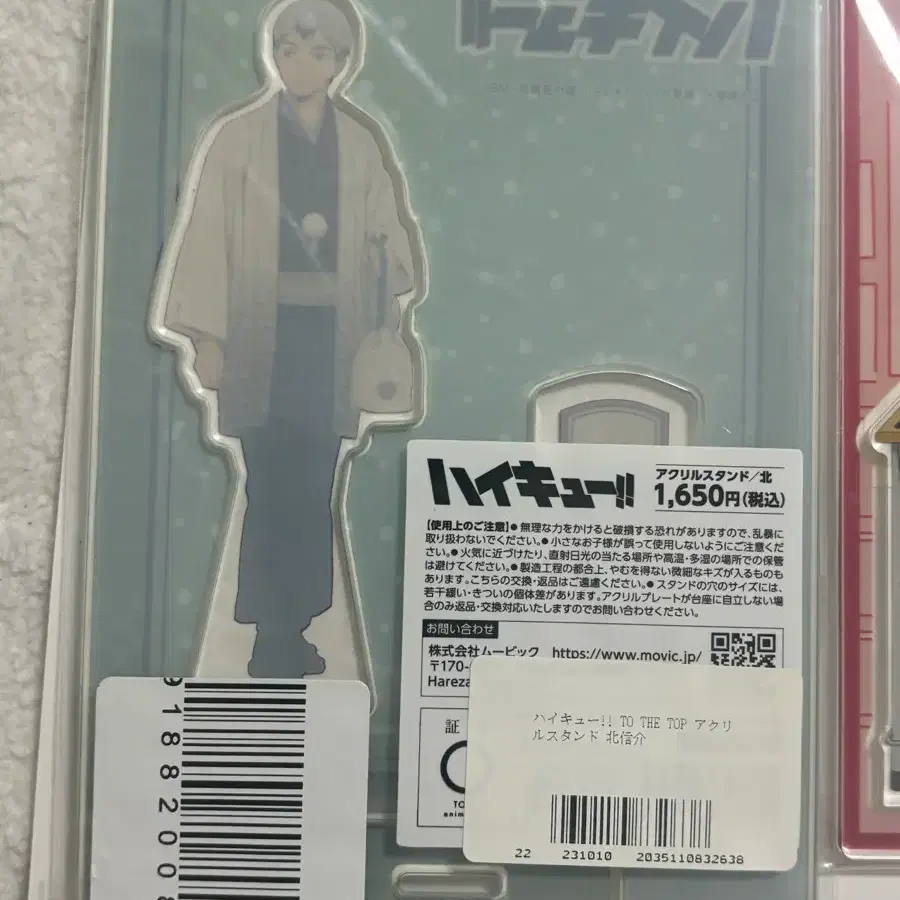 ハイキュー!!
アクリルスタンド/北
1,650円(税込)
【使用上のご注意】●無理な力をかけると破損する恐れがありますので、乱暴に
取り扱わないでください。●小さなお子様が誤って使用しないようにご注意くだ
さい。●火気に近づけたり、直射日光の当たる場所や高温・多湿の場所での保管
は避けてください。●製造工程の都合上、やむを得ない微細なキズが入るものも
あります。こちらの交換・返品はご遠慮ください。●スタンドの穴のサイズには、
若干緩い・きついの個体差があります。アクリルプレートが台座に自立しない場
合のみ返品・交換対応いたしますのでお問い合わせください。
お問い合わせ
株式会社ムービック https://www.movic.jp/
〒170-
Hareza
証
ハイキュー!! TO THE TOP アクリ
ルスタンド 北信介
22 231010 2035110832638
9188200